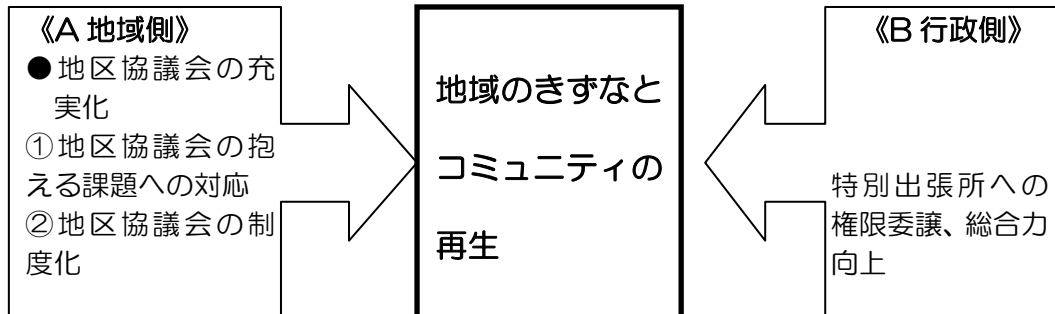 《A 地域側》
●地区協議会の充
実化
①地区協議会の抱
える課題への対応
②地区協議会の制
度化
地域のきずなと
コミュニティの
再生
《B 行政側》
特別出張所への
権限委譲、総合力
向上